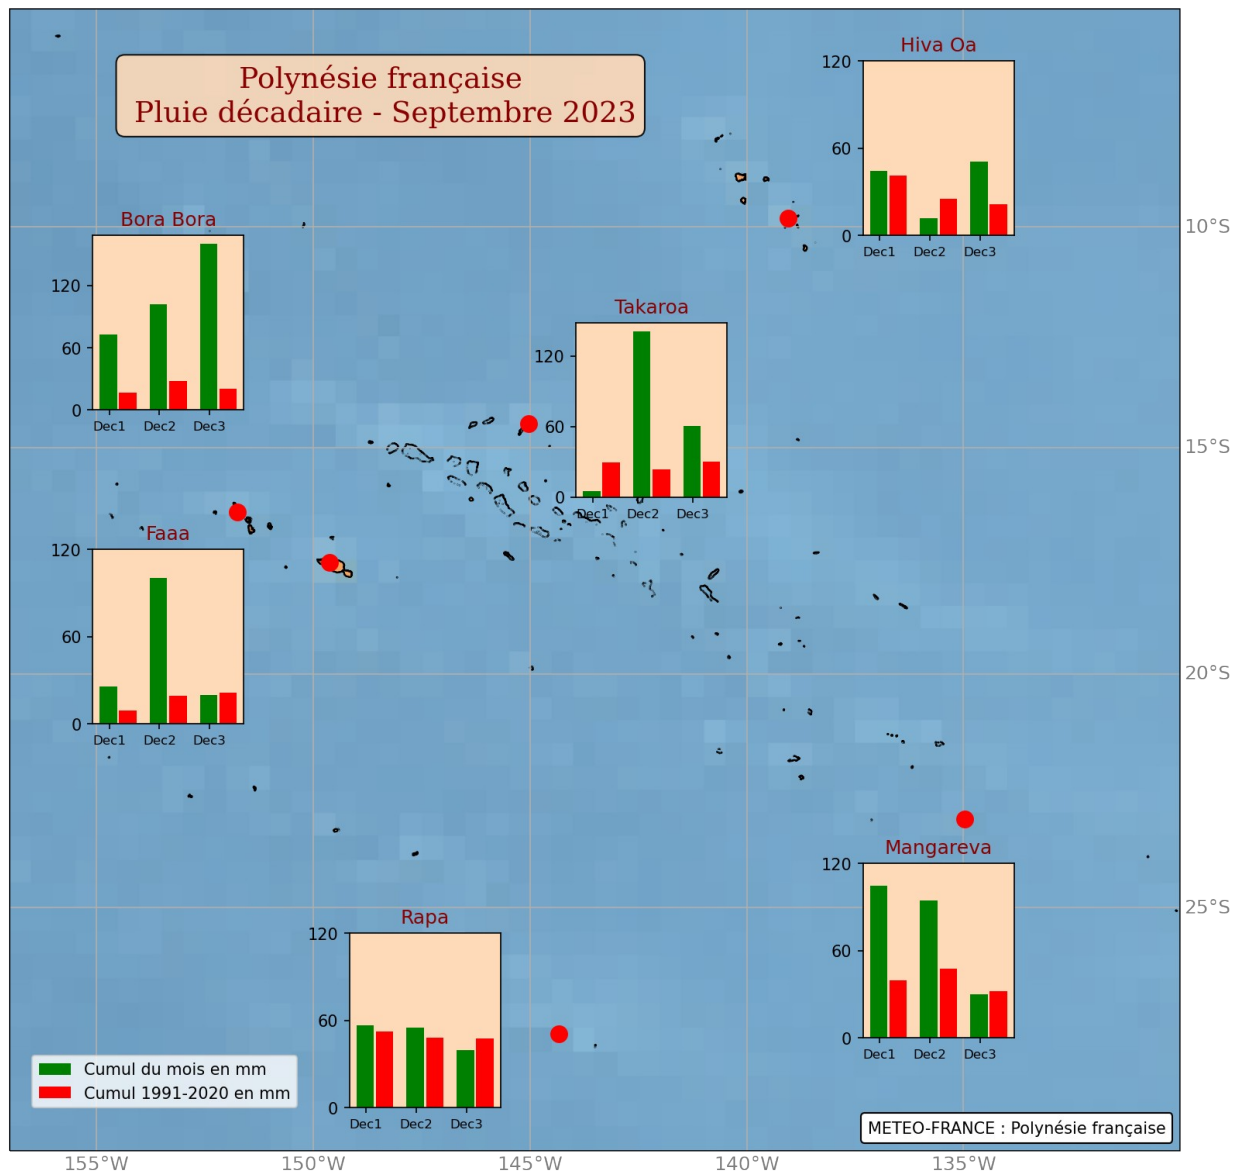 Polynésie française
Pluie décadaire - Septembre 2023
Hiva Oa
120
60
0
Dec1 Dec2 Dec3
10°S
Bora Bora
120
60
0
Dec1 Dec2 Dec3
Takaroa
120
60
0
Dec1 Dec2 Dec3
15°S
Faaa
120
60
0
Dec1 Dec2 Dec3
20°S
Mangareva
120
60
0
Dec1 Dec2 Dec3
25°S
Rapa
120
60
0
Dec1 Dec2 Dec3
Cumul du mois en mm
Cumul 1991-2020 en mm
METEO-FRANCE : Polynésie française
155°W 150°W 145°W 140°W 135°W